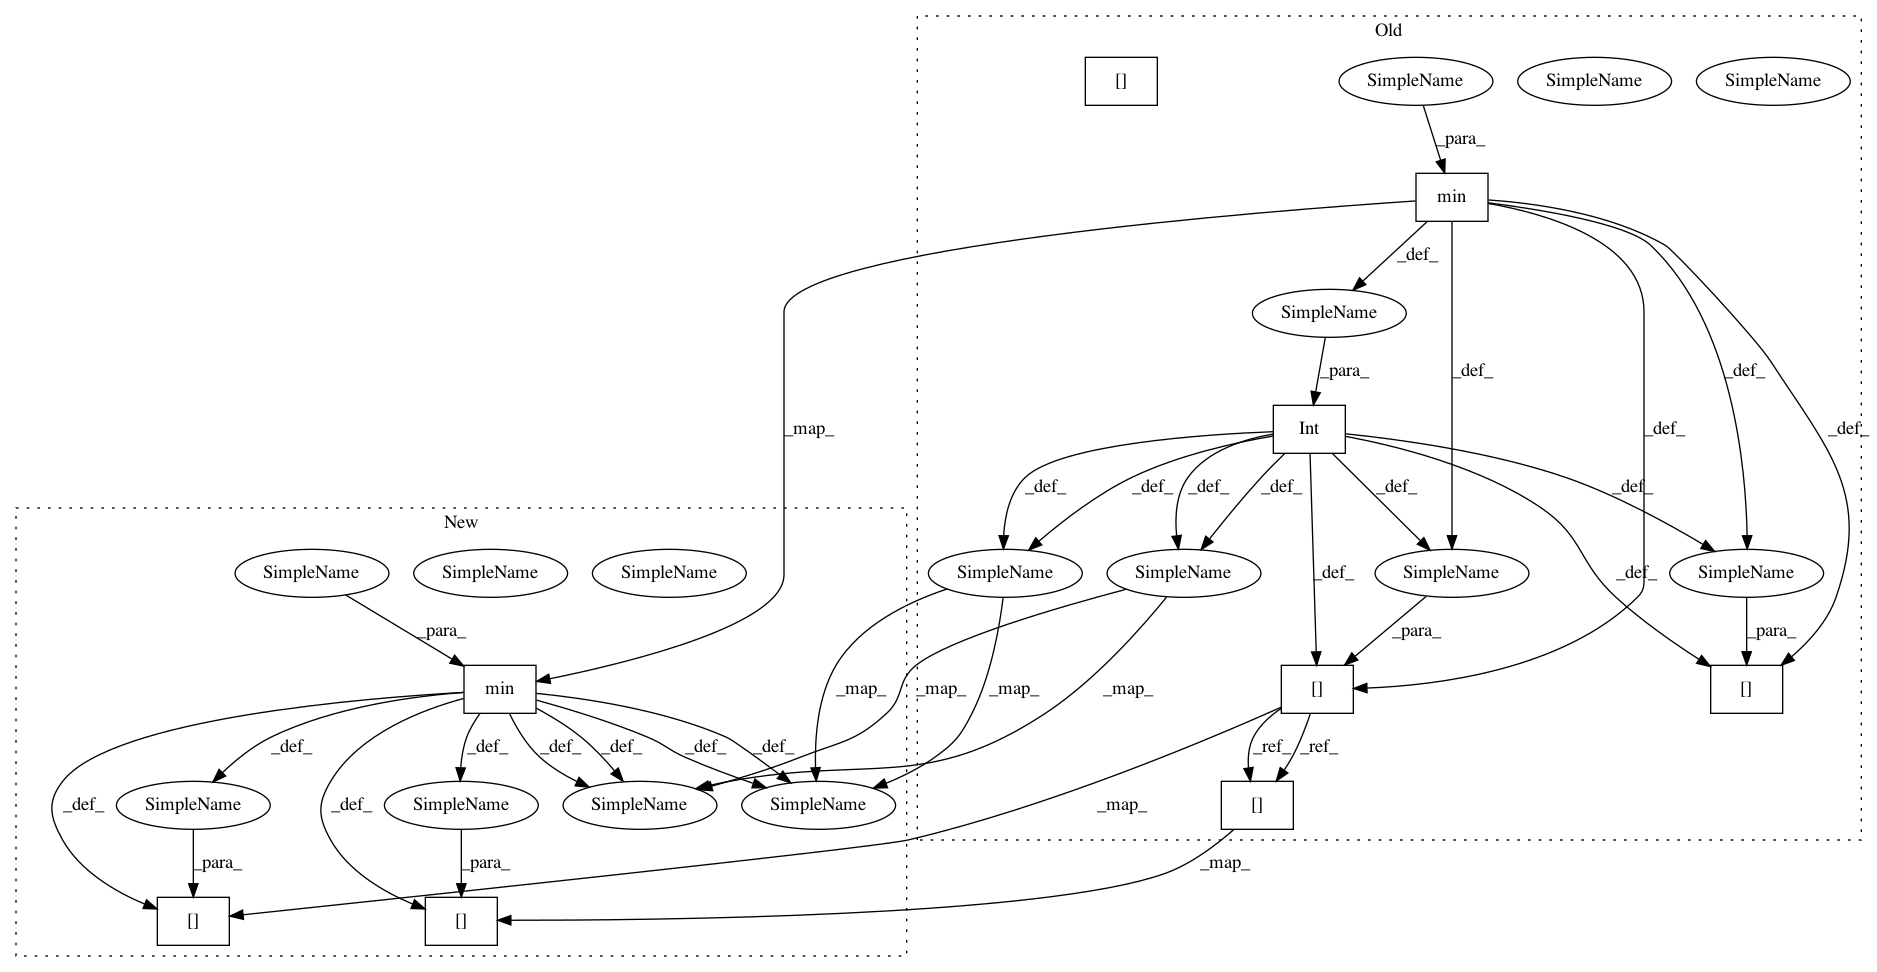 Old
[]
SimpleName
SimpleName
SimpleName
_para_
min
_def_
SimpleName
_para_
_def_
_def_
Int
_map_
_def_
_def_
_def_
_def_
_def_
_def_
_def_
_def_
New
SimpleName
SimpleName
SimpleName
SimpleName
SimpleName
_def_
SimpleName
_def_
SimpleName
_para_
_para_
_para_
min
_map_
_map_
_map_
_map_
[]
[]
_def_
_def_
_def_
_def_
_def_
_def_
_ref_
_ref_
_def_
SimpleName
_def_
SimpleName
SimpleName
SimpleName
_map_
[]
_para_
_para_
_map_
[]
[]